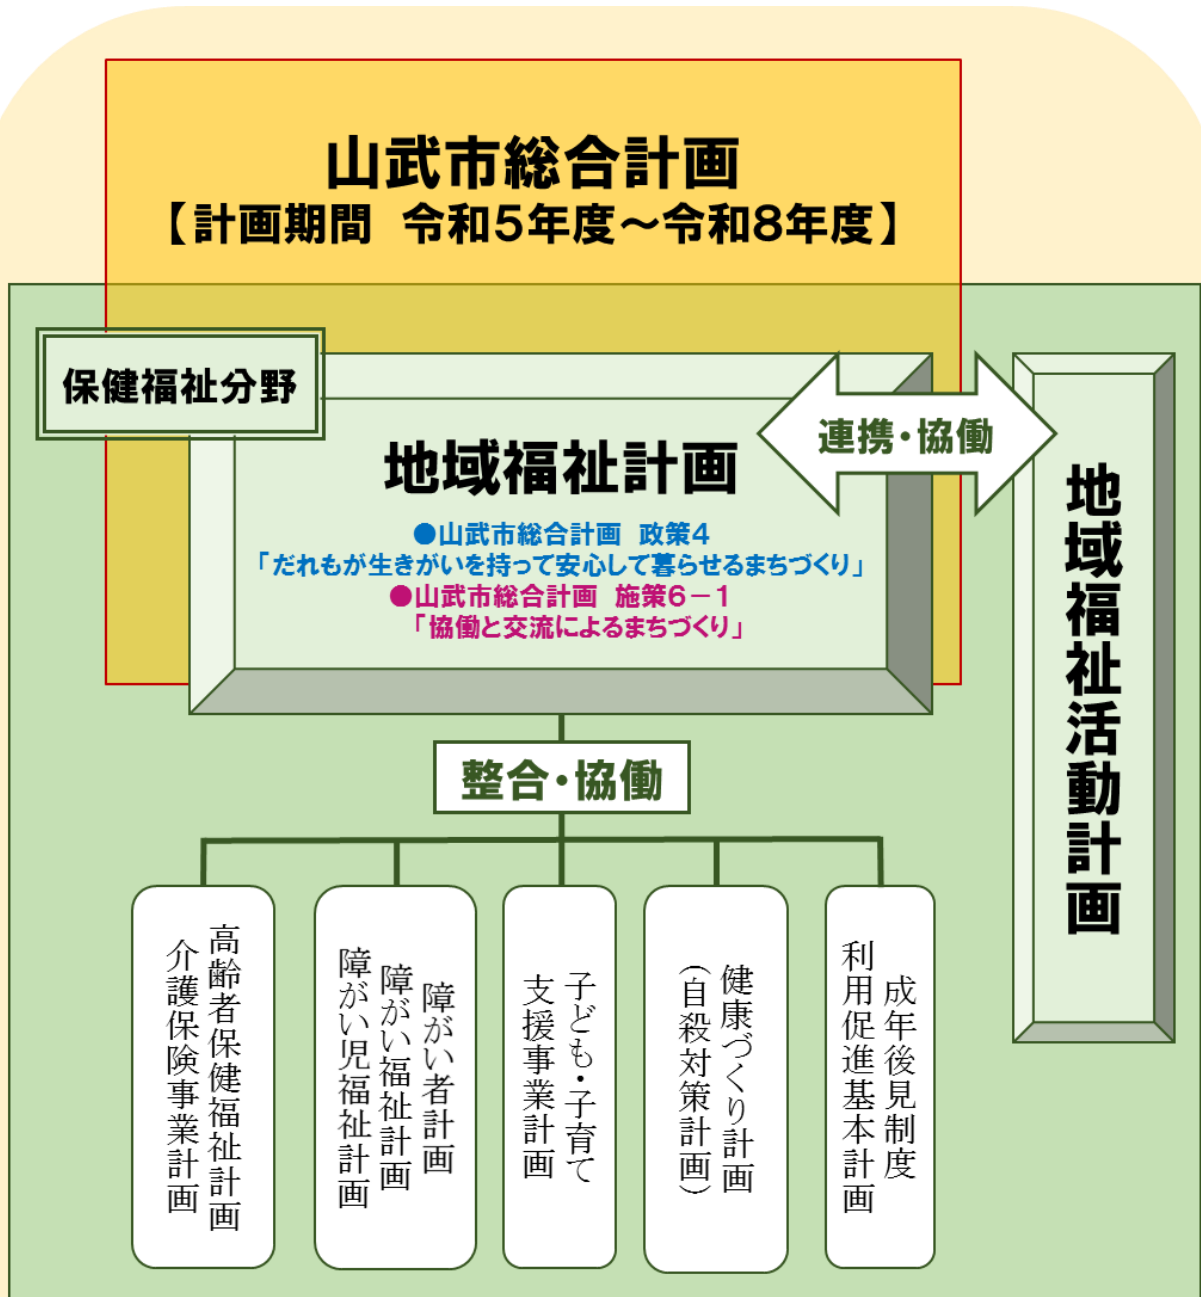 山武市総合計画
【計画期間 令和5年度～令和8年度】
保健福祉分野
地域福祉計画
●山武市総合計画 政策4
「だれもが生きがいを持って安心して暮らせるまちづくり」
●山武市総合計画 施策6－1
「協働と交流によるまちづくり」
連携・協働
地域福祉活動計画
整合・協働
高齢者保健福祉計画
介護保険事業計画
障がい者計画
障がい福祉計画
障がい児福祉計画
子ども・子育て
支援事業計画
健康づくり計画
（自殺対策計画）
成年後見制度
利用促進基本計画